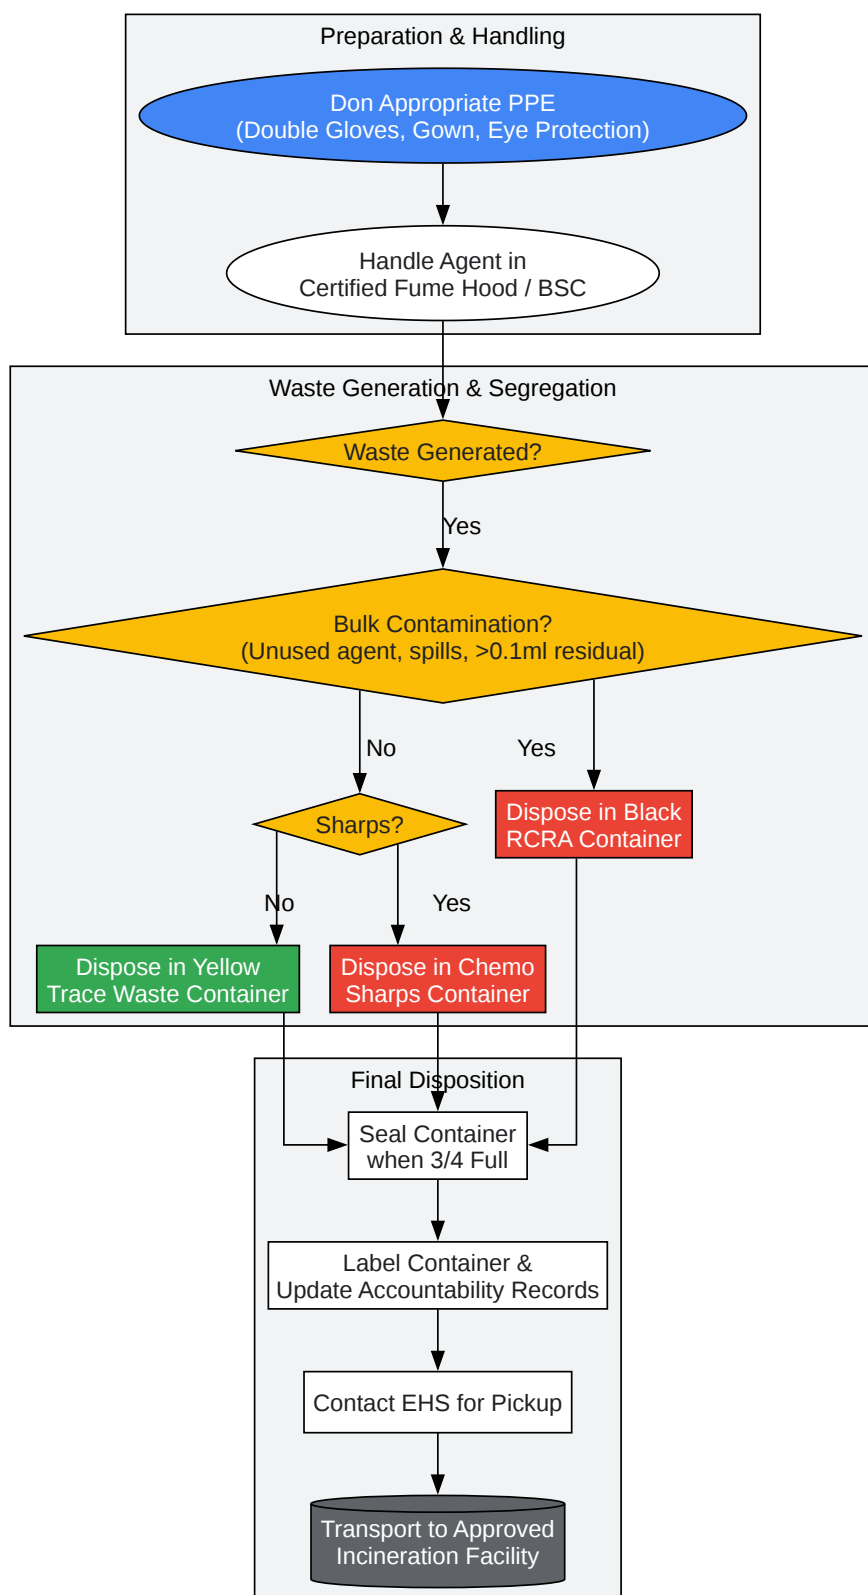 Preparation & Handling
Don Appropriate PPE
(Double Gloves, Gown, Eye Protection)
Handle Agent in
Certified Fume Hood / BSC
Waste Generation & Segregation
Waste Generated?
Yes
Bulk Contamination?
(Unused agent, spills, >0.1ml residual)
No
Yes
Sharps?
Dispose in Black
RCRA Container
No
Yes
Dispose in Yellow
Trace Waste Container
Dispose in Chemo
Sharps Container
Final Disposition
Seal Container
when 3/4 Full
Label Container &
Update Accountability Records
Contact EHS for Pickup
Transport to Approved
Incineration Facility